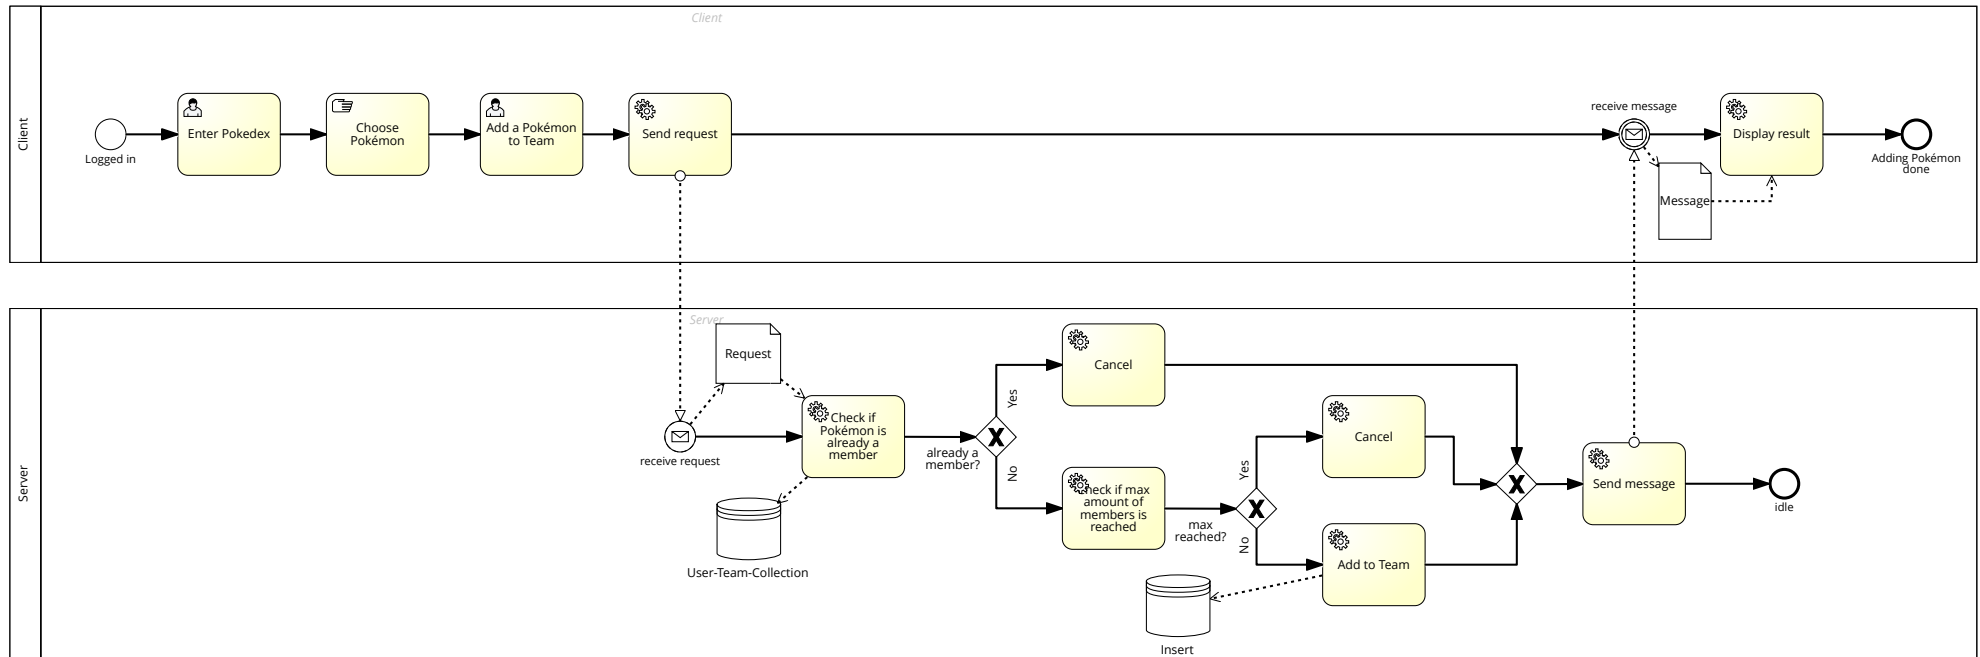 Client
Client
Logged in
Enter Pokedex
Choose
Pokémon
Add a Pokémon
to Team
Send request
receive message
Display result
Adding Pokémon
done
Message
Server
Server
Request
receive request
Check if
Pokémon is
already a
member
User-Team-Collection
already a
member?
Yes
No
Cancel
heck if max
amount of
members is
reached
max
reached?
Yes
No
Cancel
Add to Team
Insert
Send message
idle